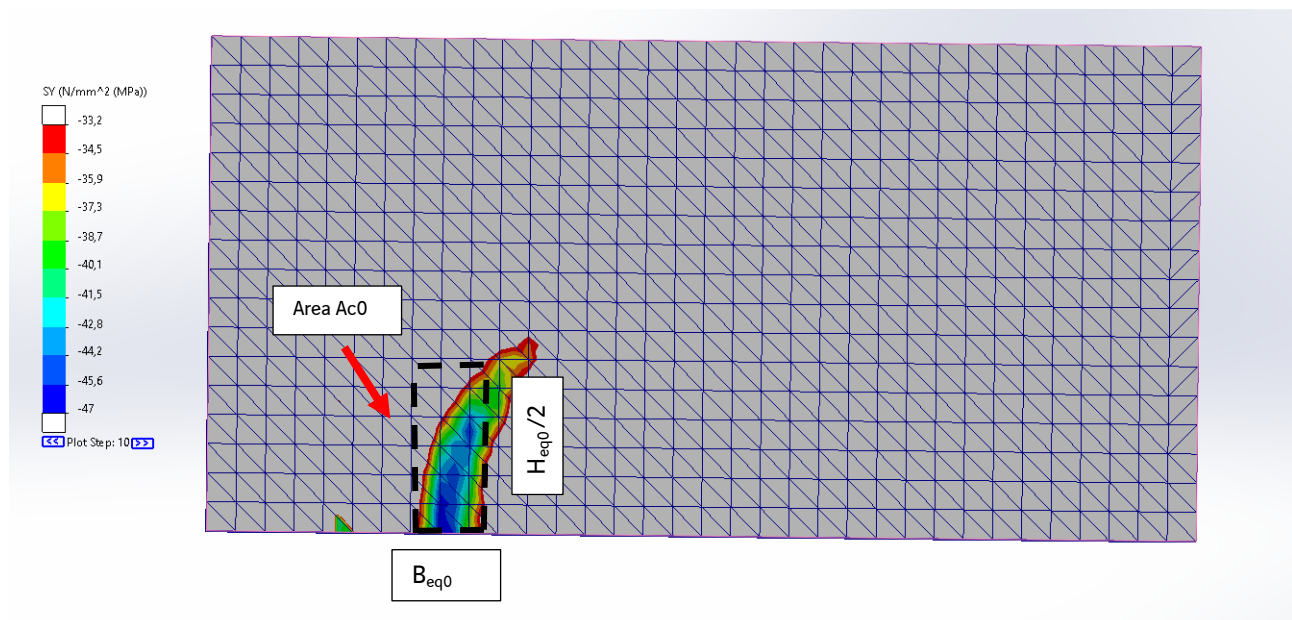 SY (N/mm^2 (MPa))
-33,2
-34,5
-35,9
-37,3
-38,7
-40,1
-41,5
-42,8
-44,2
-45,6
-47
<< Plot Step: 10 >>
Area Ac0
Heq0/2
Beq0